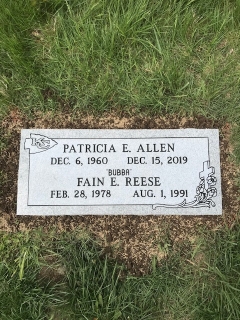 PATRICIA E. ALLEN
DEC. 6, 1960 DEC. 15, 2019
"BUBBA"
FAIN E. REESE
FEB. 28, 1978 AUG. 1, 1991